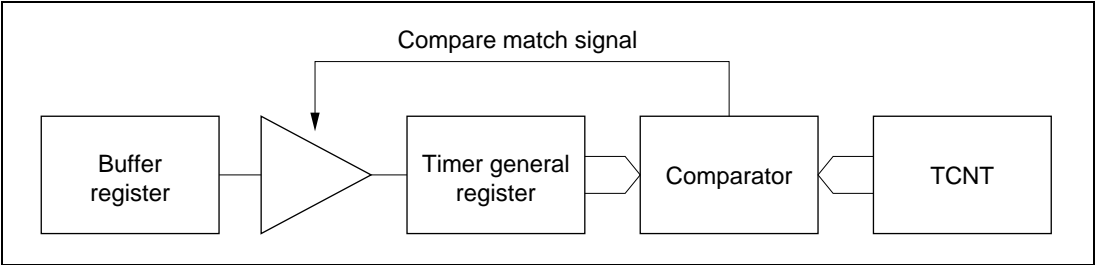 Compare match signal
Buffer
register
Timer general
register
Comparator
TCNT